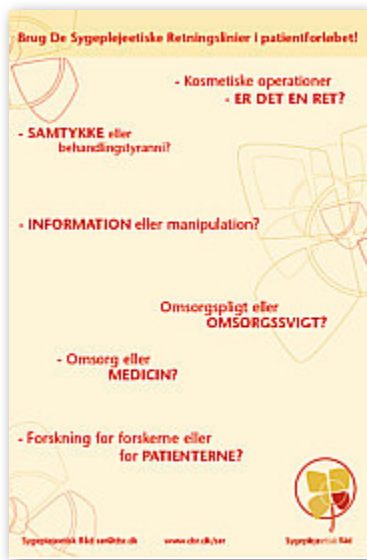 Brug De Sygeplejeetiske Retningslinier i patientforløbet!
- Kosmetiske operationer
- ER DET EN RET?
- SAMTYKKE eller
behandlingstyranni?
- INFORMATION eller manipulation?
Omsorgspligt eller
OMSORGSSVIGT?
- Omsorg eller
MEDICIN?
- Forskning for forskerne eller
for PATIENTERNE?
Sygeplejeetisk Råd
Sygeplejeetisk Råd